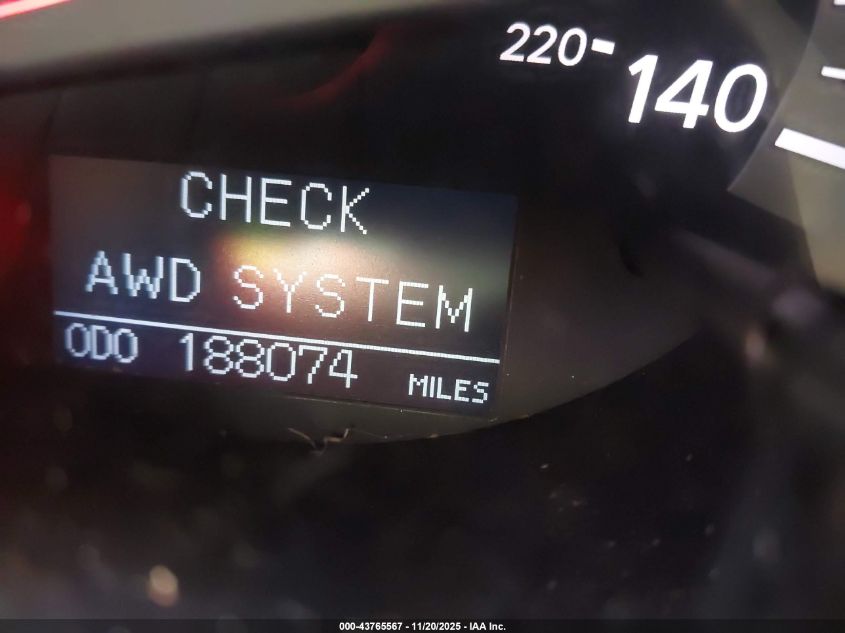 220
140
CHECK
AWD SYSTEM
ODO 188074 MILES
000-43765567 - 11/20/2025 - IAA Inc.